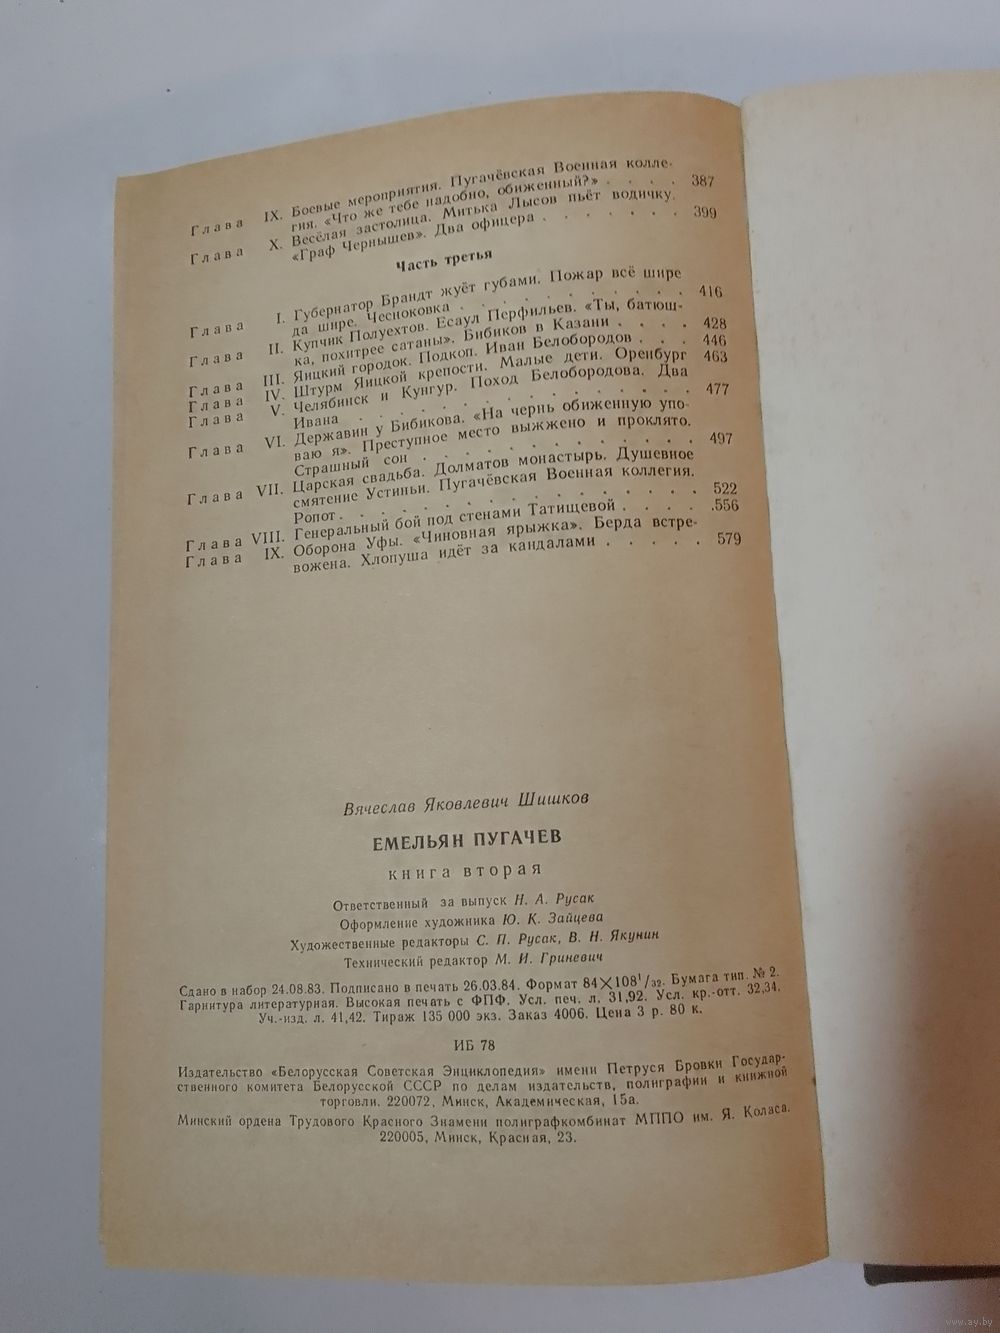 Глава IX. Боевые мероприятия. Пугачёвская Военная колле-
гия. «Что же тебе надобно, обиженный?» . . . . 387
Глава X. Весёлая застолица. Митька Лысов пьёт водичку.
«Граф Чернышев». Два офицера . . . . . . . 399
Часть третья
Глава I. Губернатор Брандт жуёт губами. Пожар всё шире
да шире. Чесноковка . . . . . . . . . . 416
Глава II. Купчик Полуехтов. Есаул Перфильев. «Ты, батюш-
ка, похитрее сатаны». Бибиков в Казани . . . . 428
Глава III. Яицкий городок. Подкоп. Иван Белобородов . . . 446
Глава IV. Штурм Яицкой крепости. Малые дети. Оренбург 463
Глава V. Челябинск и Кунгур. Поход Белобородова. Два
Ивана . . . . . . . . . . . . . . 477
Глава VI. Державин у Бибикова. «На чернь обиженную упо-
ваю я». Преступное место выжжено и проклято.
Страшный сон . . . . . . . . . . . . 497
Глава VII. Царская свадьба. Долматов монастырь. Душевное
смятение Устиньи. Пугачёвская Военная коллегия.
Ропот . . . . . . . . . . . . . . 522
Глава VIII. Генеральный бой под стенами Татищевой . . . . .556
Глава IX. Оборона Уфы. «Чиновная ярыжка». Берда встре-
вожена. Хлопуша идёт за кандалами . . . . . 579
Вячеслав Яковлевич Шишков
ЕМЕЛЬЯН ПУГАЧЕВ
книга вторая
Ответственный за выпуск Н. А. Русак
Оформление художника Ю. К. Зайцева
Художественные редакторы С. П. Русак, В. Н. Якунин
Технический редактор М. И. Гриневич
Сдано в набор 24.08.83. Подписано в печать 26.03.84. Формат 84×108¹/₃₂. Бумага тип. № 2.
Гарнитура литературная. Высокая печать с ФПФ. Усл. печ. л. 31,92. Усл. кр.-отт. 32,34.
Уч.-изд. л. 41,42. Тираж 135 000 экз. Заказ 4006. Цена 3 р. 80 к.
ИБ 78
Издательство «Белорусская Советская Энциклопедия» имени Петруся Бровки Государ-
ственного комитета Белорусской СССР по делам издательств, полиграфии и книжной
торговли. 220072, Минск, Академическая, 15а.
Минский ордена Трудового Красного Знамени полиграфкомбинат МППО им. Я. Коласа.
220005, Минск, Красная, 23.
www.ay.by